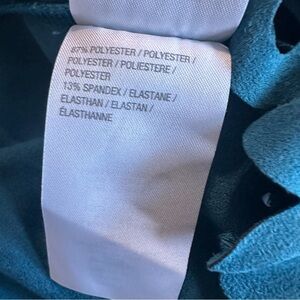 87% POLYESTER / POLYESTER /
POLYESTER / POLIESTERE /
POLYESTER
13% SPANDEX / ELASTANE /
ELASTHAN / ELASTAN /
ÉLASTHANNE